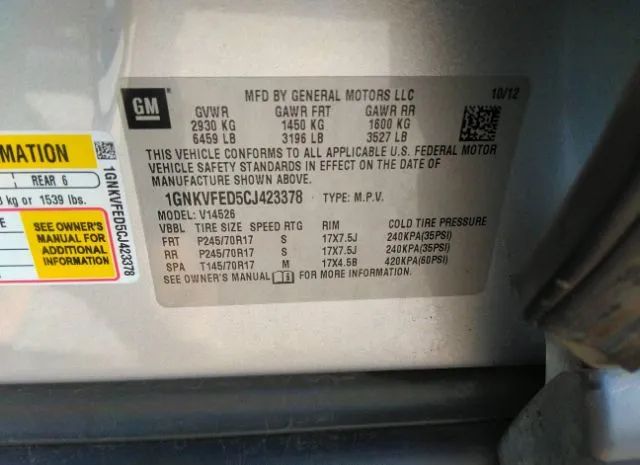 GM
MFD BY GENERAL MOTORS LLC 10/12
GVWR GAWR FRT GAWR RR
2930 KG 1450 KG 1600 KG
6459 LB 3196 LB 3527 LB
THIS VEHICLE CONFORMS TO ALL APPLICABLE U.S. FEDERAL MOTOR
VEHICLE SAFETY STANDARDS IN EFFECT ON THE DATE OF
MANUFACTURE SHOWN ABOVE.
1GNKVFED5CJ423378 TYPE: M.P.V.
MODEL: V14526
VBBL TIRE SIZE SPEED RTG RIM COLD TIRE PRESSURE
FRT P245/70R17 S 17X7.5J 240KPA(35PSI)
RR P245/70R17 S 17X7.5J 240KPA(35PSI)
SPA T145/70R17 M 17X4.5B 420KPA(60PSI)
SEE OWNER'S MANUAL FOR MORE INFORMATION.
MATION
REAR 6
kg or 1539 lbs.
SEE OWNER'S
MANUAL FOR
ADDITIONAL
INFORMATION
1GNKVFED5CJ423378